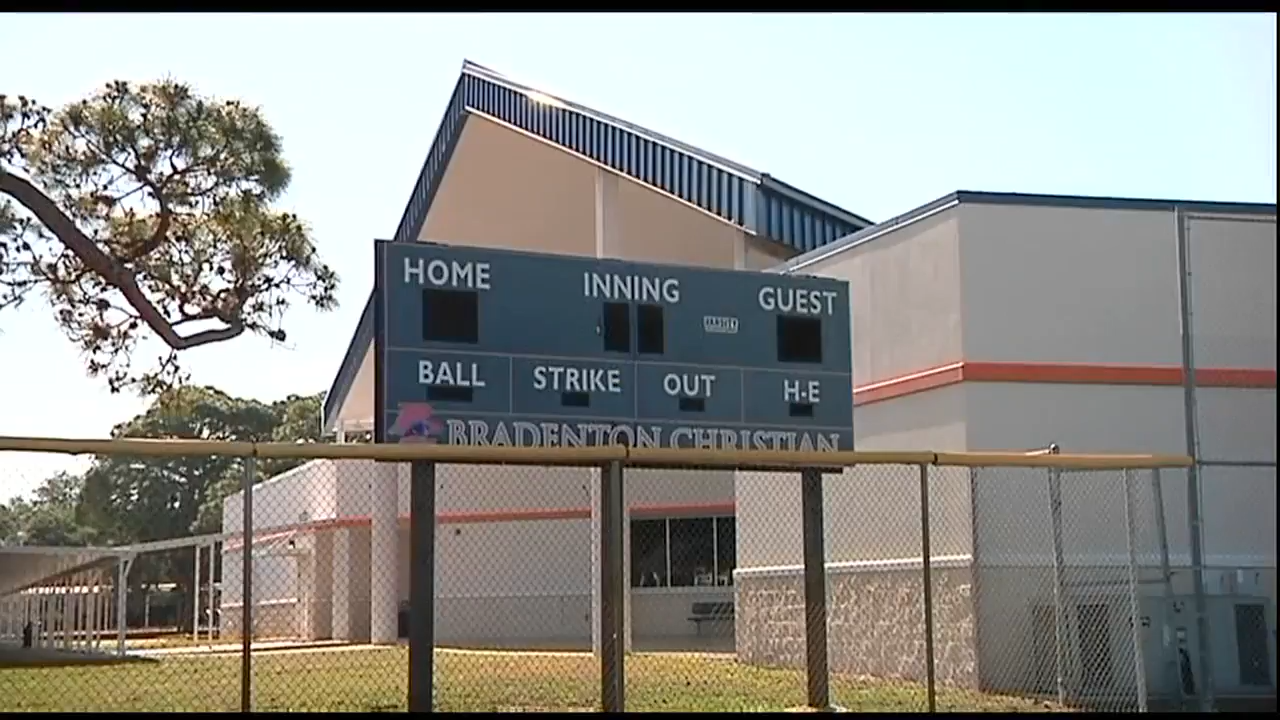 HOME INNING GUEST
BALL STRIKE OUT H-E
BRADENTON CHRISTIAN